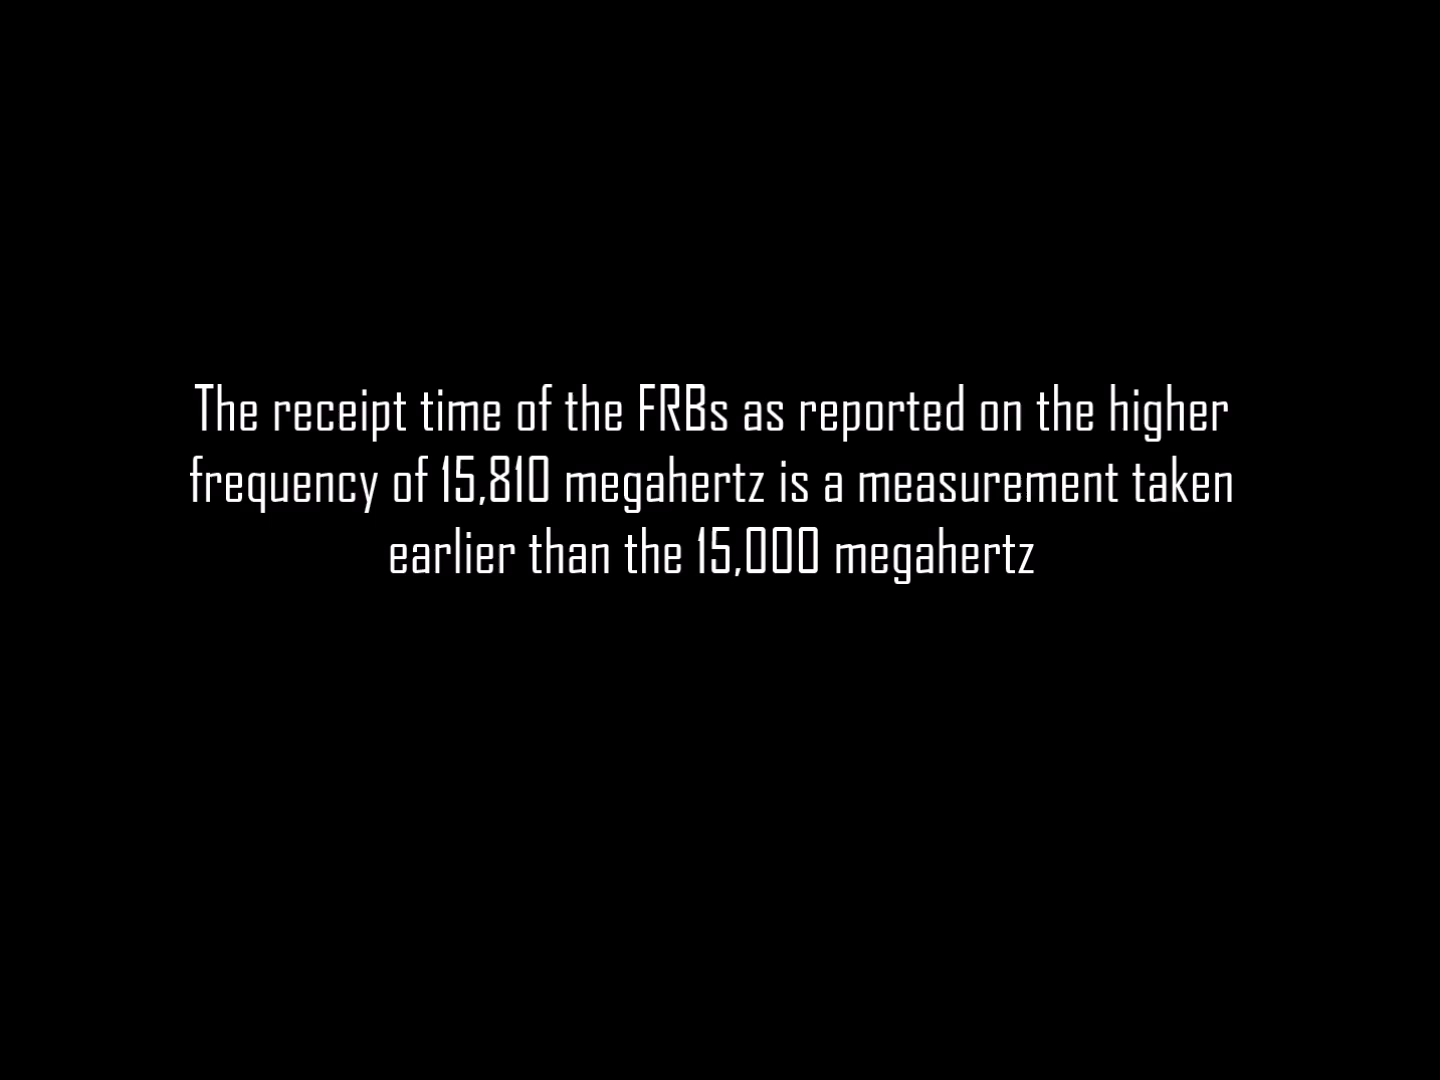 The receipt time of the FRBs as reported on the higher
frequency of 15,810 megahertz is a measurement taken
earlier than the 15,000 megahertz